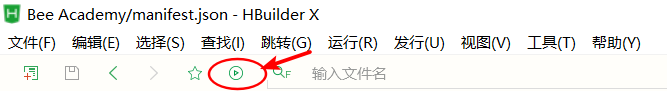 Bee Academy/manifest.json - HBuilder X
文件(F) 编辑(E) 选择(S) 查找(I) 跳转(G) 运行(R) 发行(U) 视图(V) 工具(T) 帮助(Y)
F 输入文件名